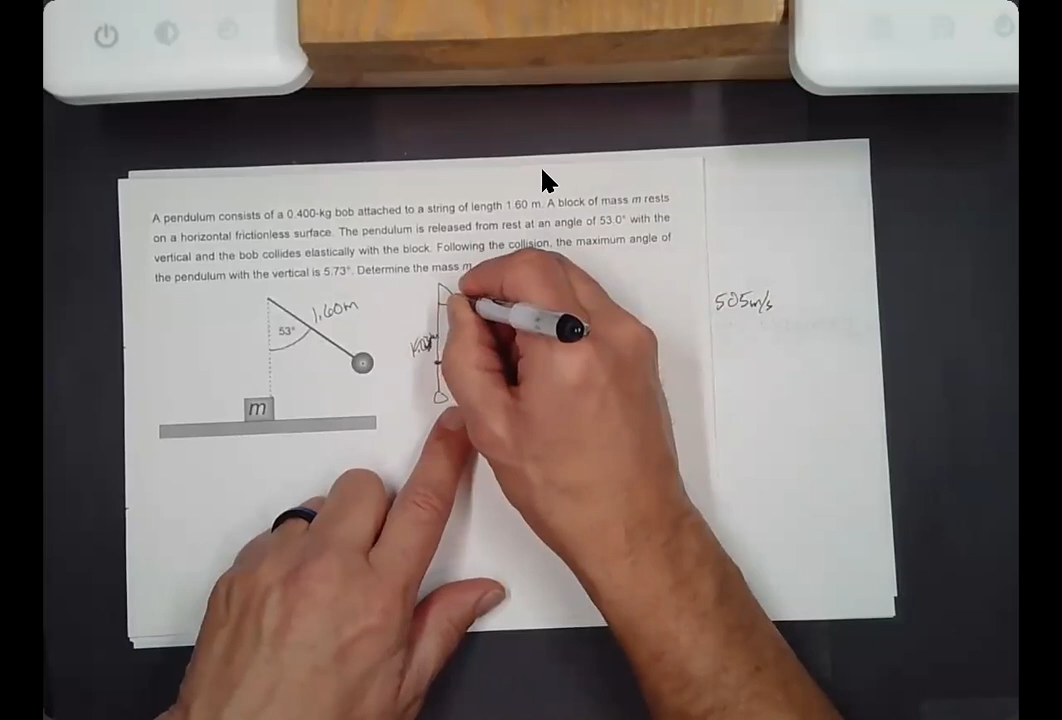 A pendulum consists of a 0.400-kg bob attached to a string of length 1.60 m. A block of mass m rests
on a horizontal frictionless surface. The pendulum is released from rest at an angle of 53.0° with the
vertical and the bob collides elastically with the block. Following the collision, the maximum angle of
the pendulum with the vertical is 5.73°. Determine the mass m
1.60m
53°
m
505m/s